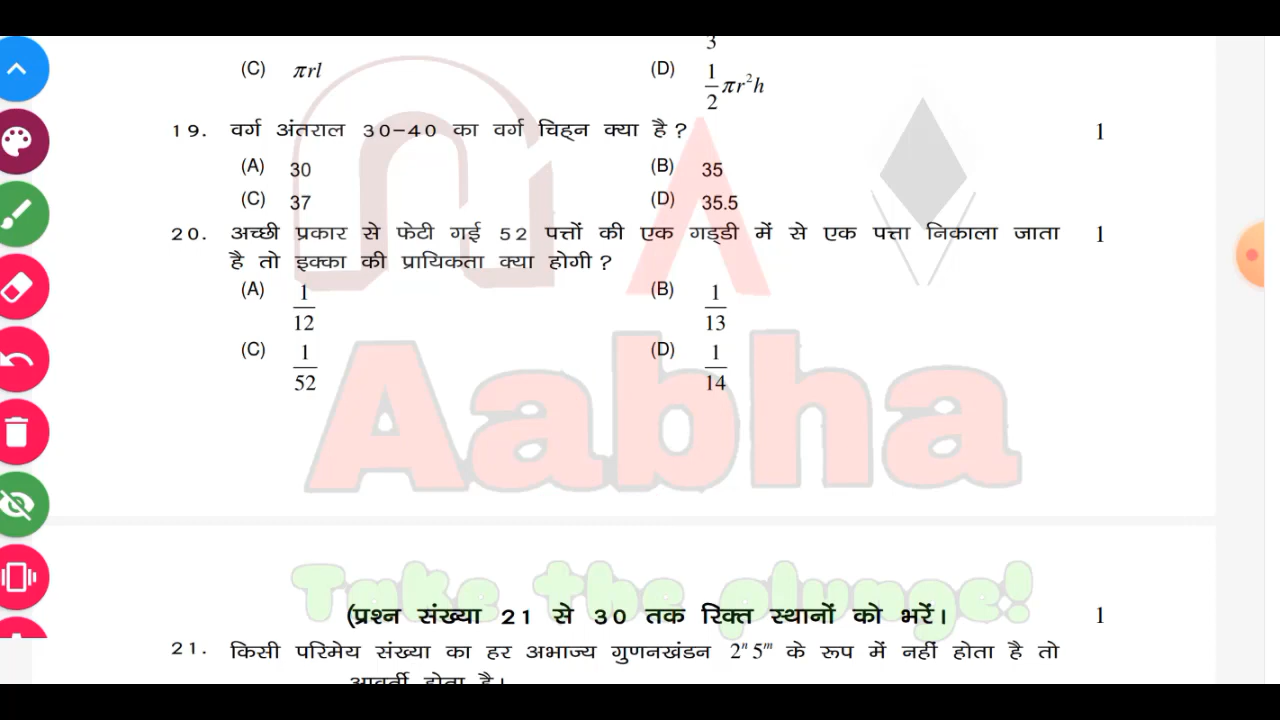 3
(C) πrl (D) 1/2 πr²h
19. वर्ग अंतराल 30–40 का वर्ग चिह्न क्या है ? 1
(A) 30 (B) 35
(C) 37 (D) 35.5
20. अच्छी प्रकार से फेटी गई 52 पत्तों की एक गड्डी में से एक पत्ता निकाला जाता 1
है तो इक्का की प्रायिकता क्या होगी ?
(A) 1/12 (B) 1/13
(C) 1/52 (D) 1/14
Aabha
Take the plunge!
(प्रश्न संख्या 21 से 30 तक रिक्त स्थानों को भरें। 1
21. किसी परिमेय संख्या का हर अभाज्य गुणनखंडन 2ⁿ5ᵐ के रूप में नहीं होता है तो
आवर्ती होता है।